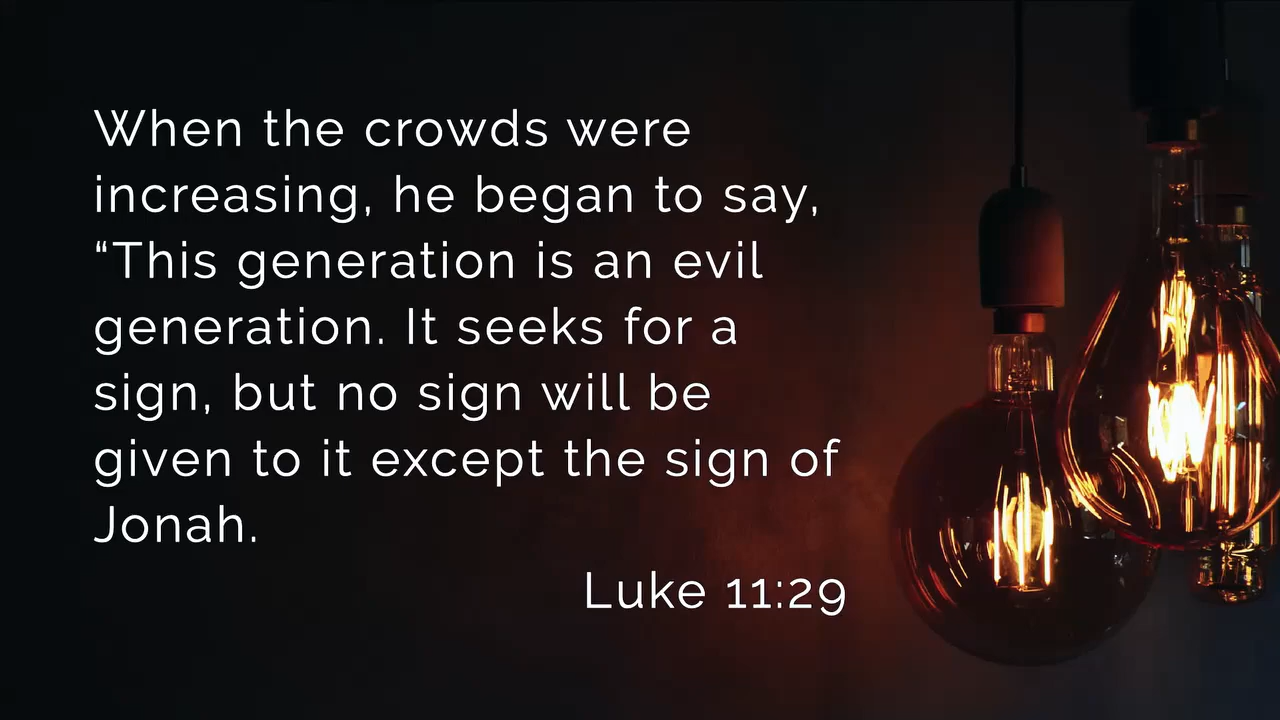 When the crowds were
increasing, he began to say,
“This generation is an evil
generation. It seeks for a
sign, but no sign will be
given to it except the sign of
Jonah.
Luke 11:29